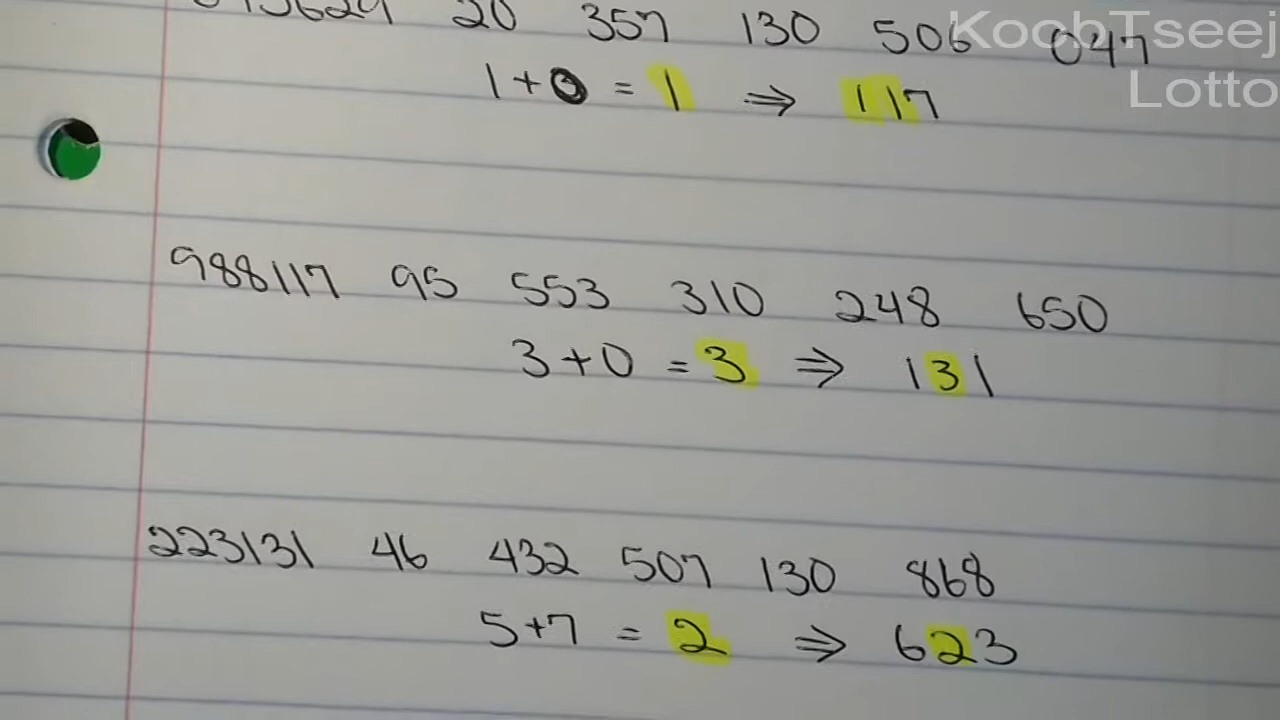 20 357 130 506 047
KoobTseej
Lotto
1+0 = 1 ⇒ 117
988117 95 553 310 248 650
3+0 = 3 ⇒ 131
223131 46 432 507 130 868
5+7 = 2 ⇒ 623